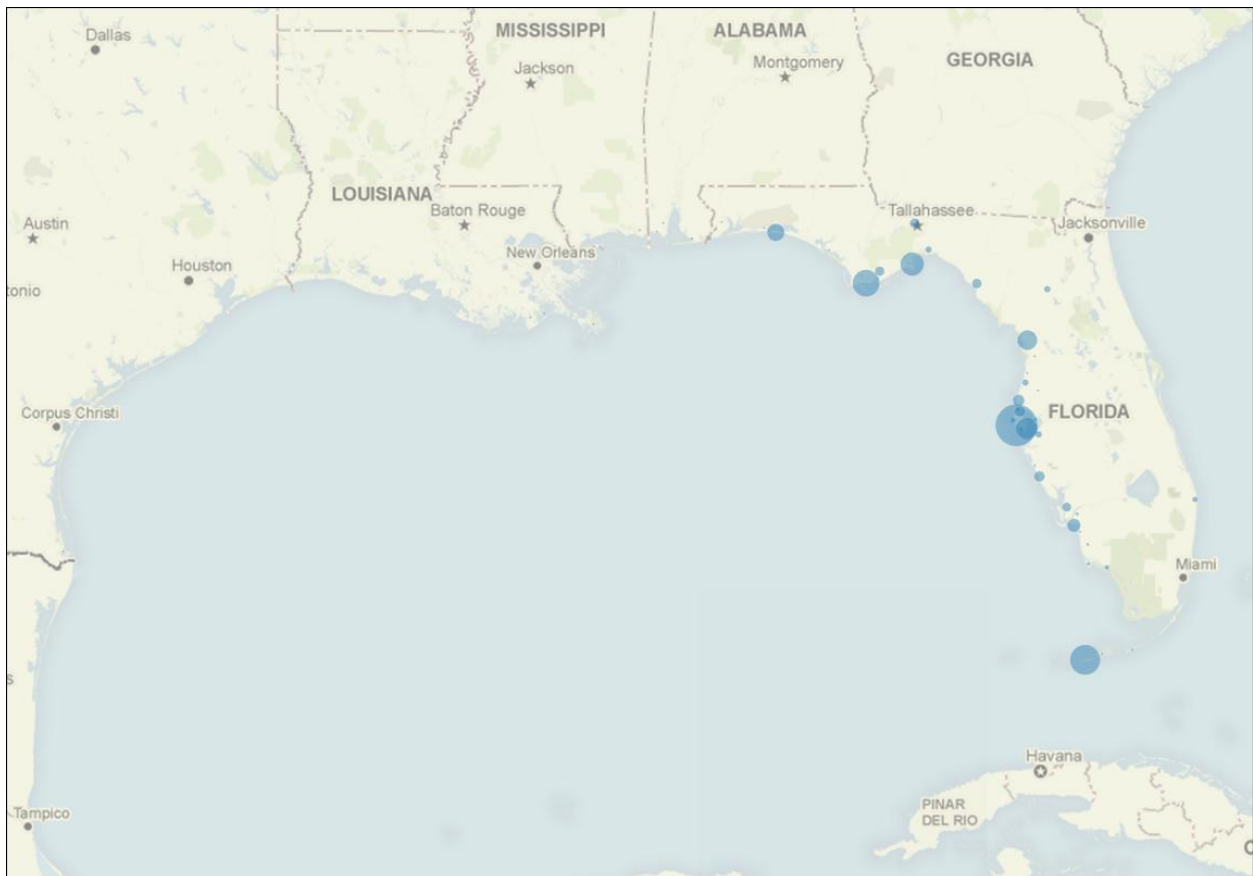 MISSISSIPPI
ALABAMA
Dallas
GEORGIA
Montgomery
Jackson
LOUISIANA
Baton Rouge
Tallahassee
Austin
Jacksonville
New Orleans
Houston
tonio
Corpus Christi
FLORIDA
Miami
s
Havana
PINAR
DEL RIO
Tampico